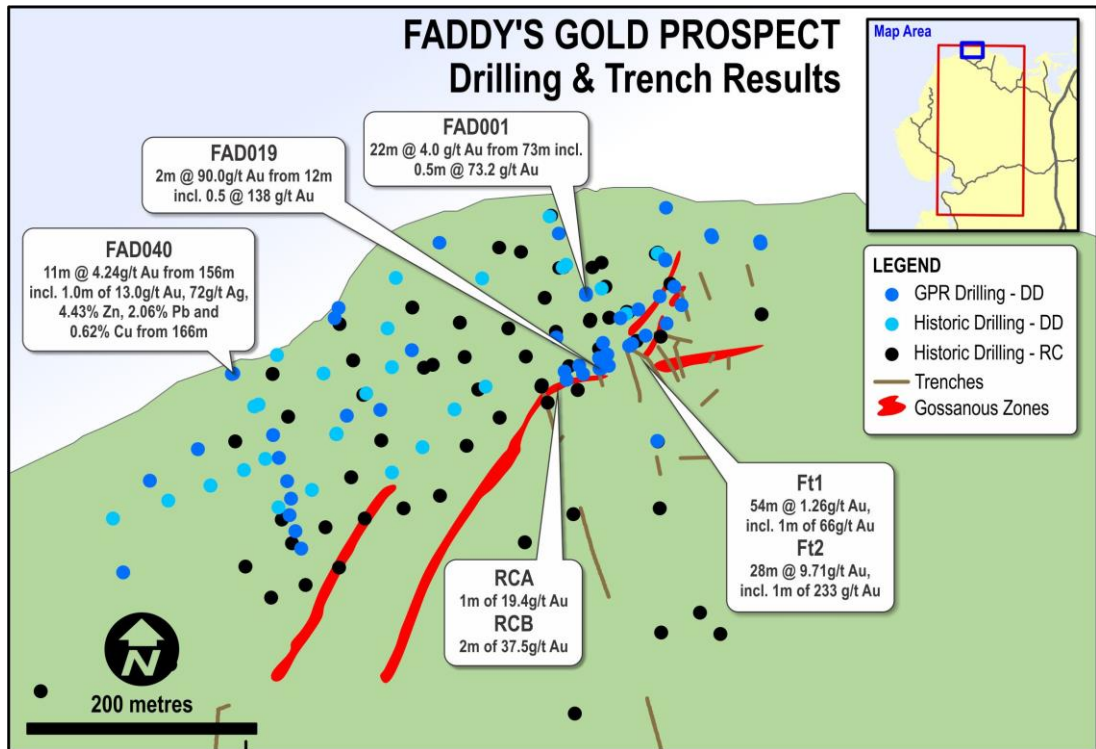 FADDY'S GOLD PROSPECT
Drilling & Trench Results
Map Area
FAD001
22m @ 4.0 g/t Au from 73m incl.
0.5m @ 73.2 g/t Au
FAD019
2m @ 90.0g/t Au from 12m
incl. 0.5 @ 138 g/t Au
FAD040
11m @ 4.24g/t Au from 156m
incl. 1.0m of 13.0g/t Au, 72g/t Ag,
4.43% Zn, 2.06% Pb and
0.62% Cu from 166m
LEGEND
GPR Drilling - DD
Historic Drilling - DD
Historic Drilling - RC
Trenches
Gossanous Zones
Ft1
54m @ 1.26g/t Au,
incl. 1m of 66g/t Au
Ft2
28m @ 9.71g/t Au,
incl. 1m of 233 g/t Au
RCA
1m of 19.4g/t Au
RCB
2m of 37.5g/t Au
N
200 metres